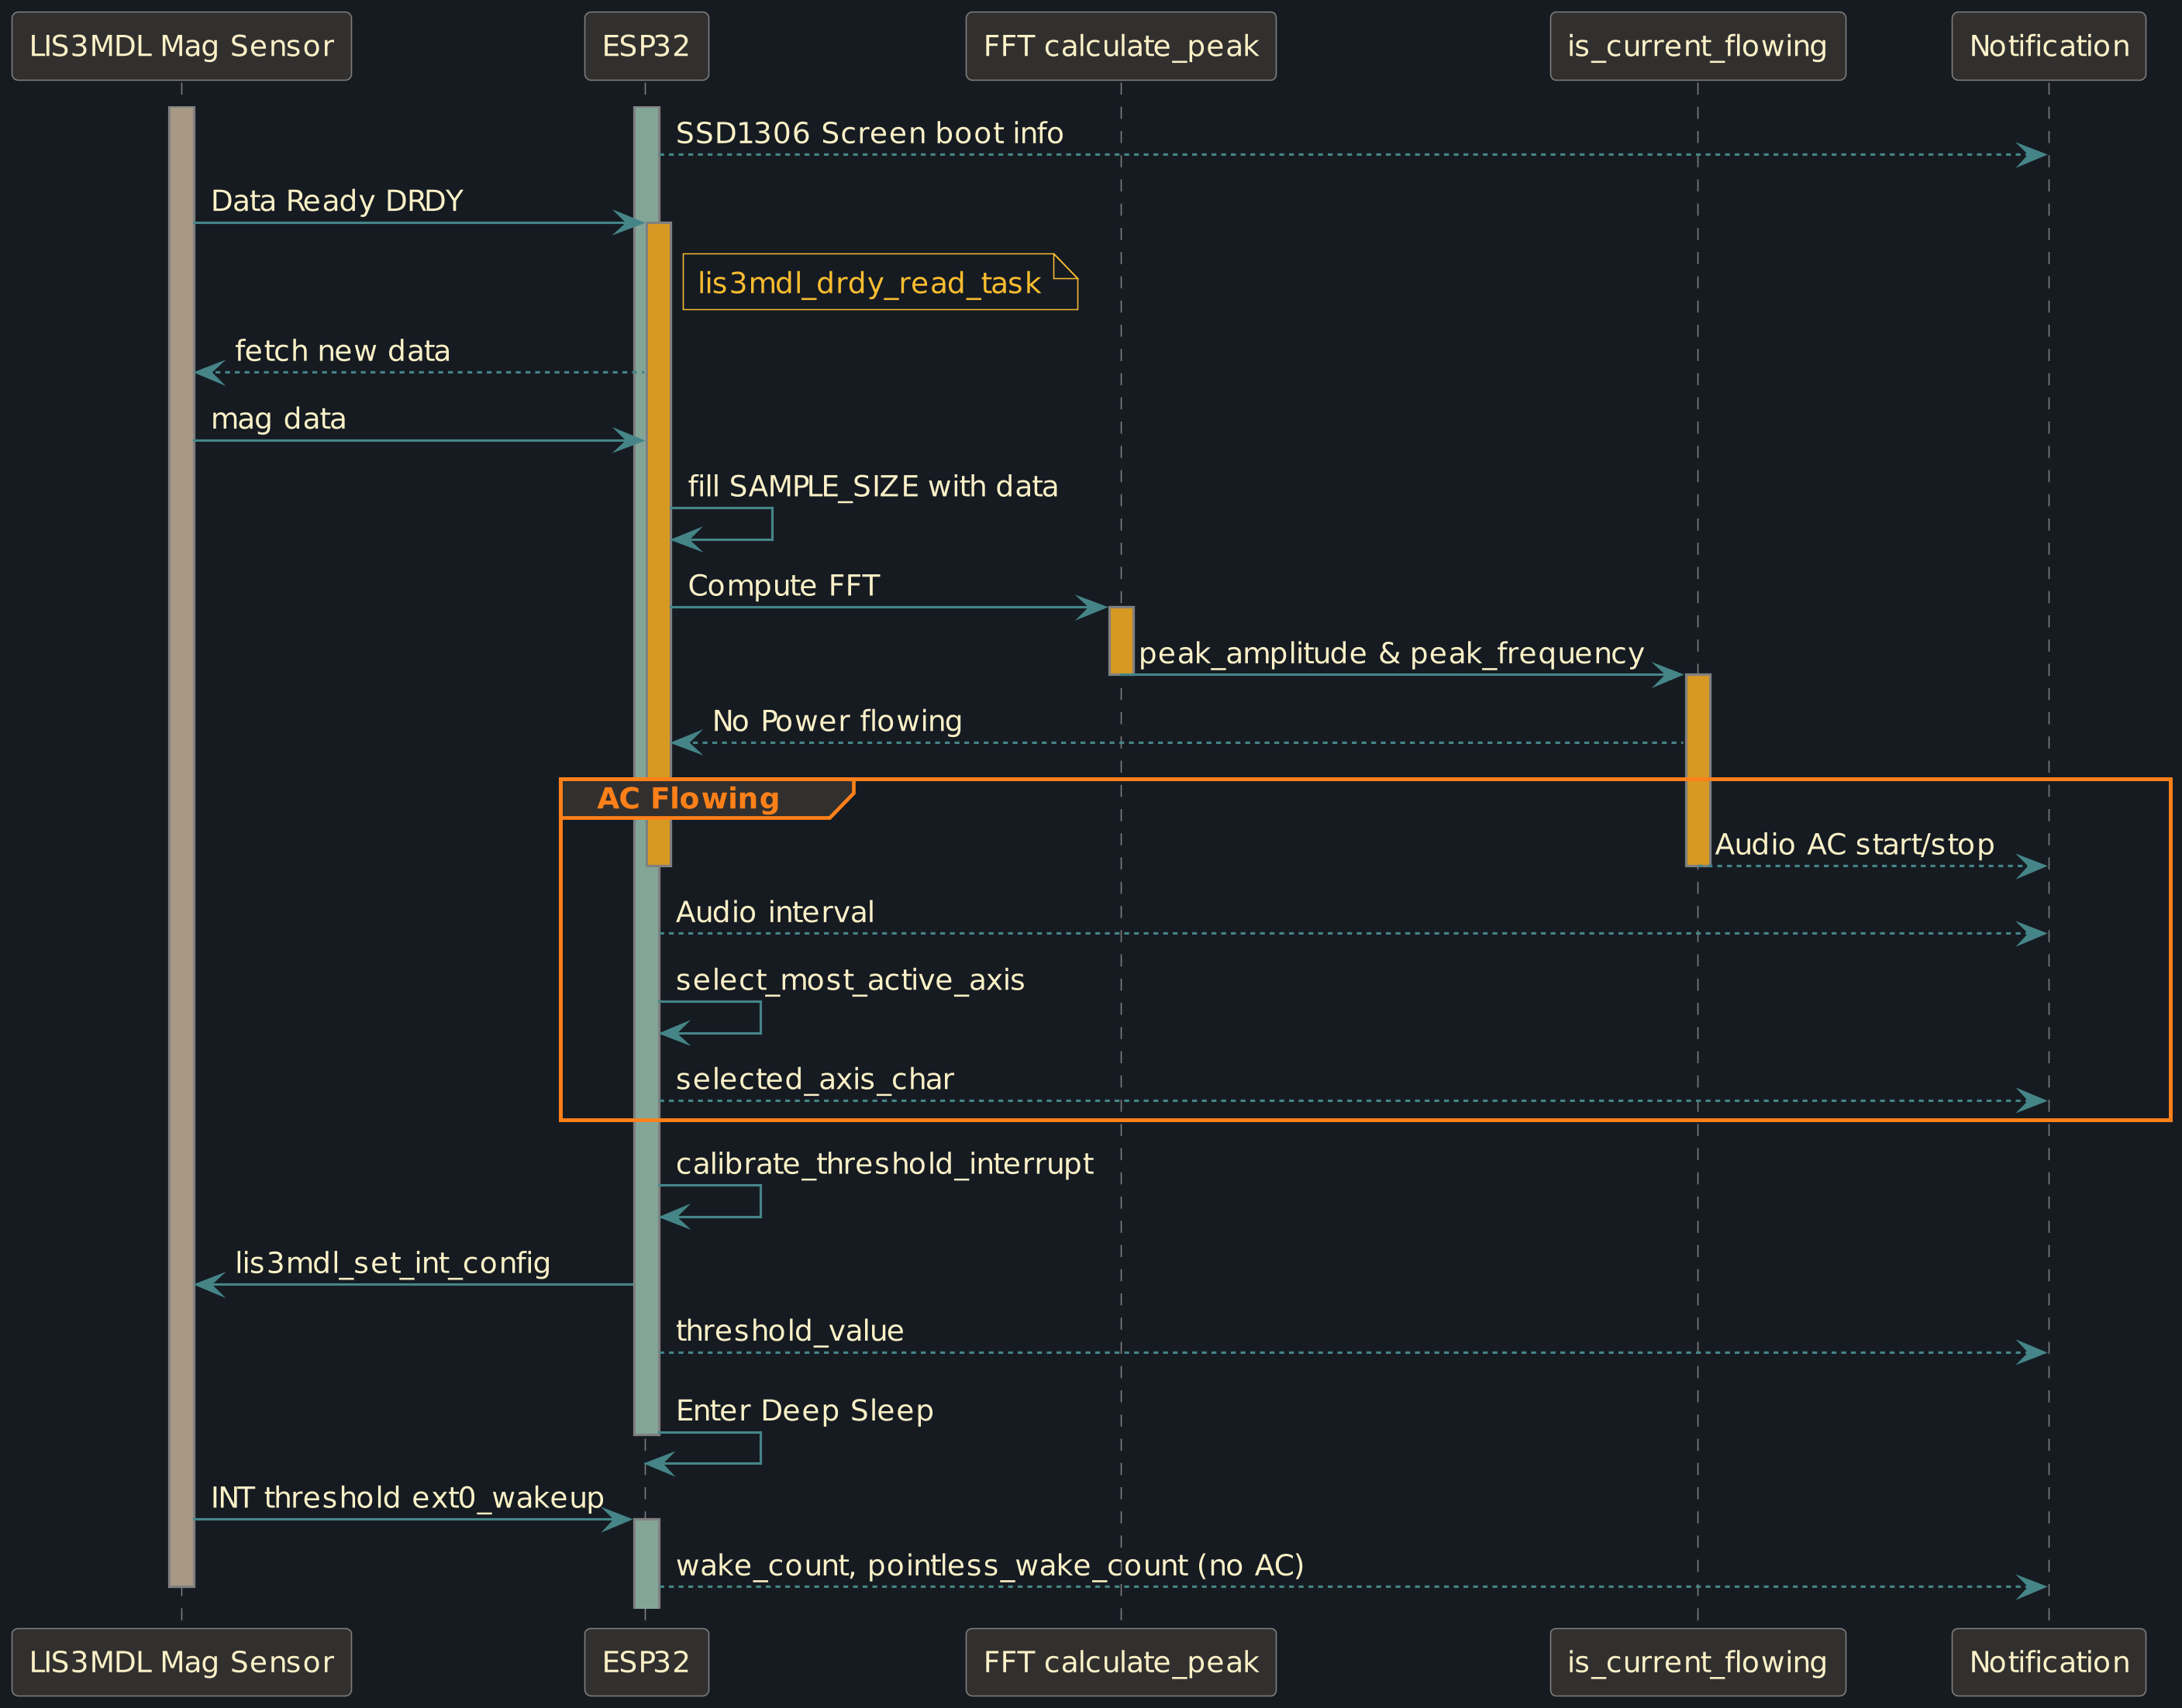 LIS3MDL Mag Sensor
ESP32
FFT calculate_peak
is_current_flowing
Notification
SSD1306 Screen boot info
Data Ready DRDY
lis3mdl_drdy_read_task
fetch new data
mag data
fill SAMPLE_SIZE with data
Compute FFT
peak_amplitude & peak_frequency
No Power flowing
AC Flowing
Audio AC start/stop
Audio interval
select_most_active_axis
selected_axis_char
calibrate_threshold_interrupt
lis3mdl_set_int_config
threshold_value
Enter Deep Sleep
INT threshold ext0_wakeup
wake_count, pointless_wake_count (no AC)
LIS3MDL Mag Sensor
ESP32
FFT calculate_peak
is_current_flowing
Notification